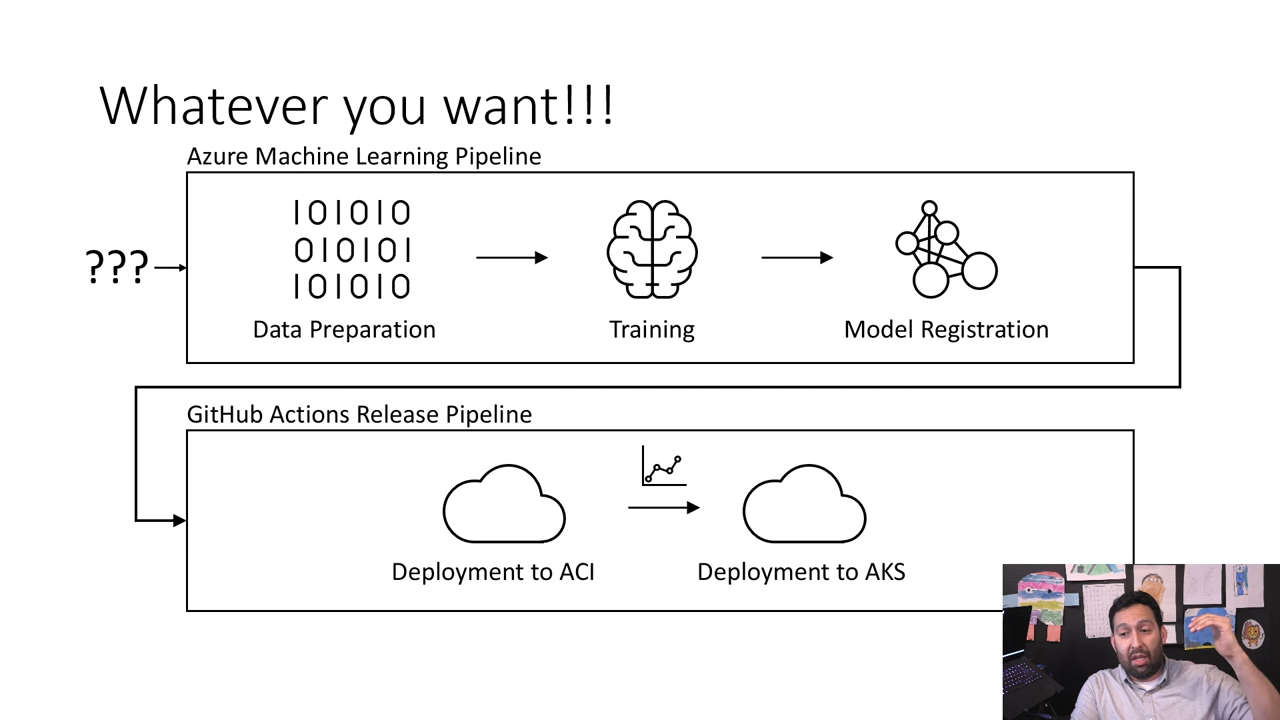 Whatever you want!!!
Azure Machine Learning Pipeline
???
101010
010101
101010
Data Preparation
Training
Model Registration
GitHub Actions Release Pipeline
Deployment to ACI
Deployment to AKS